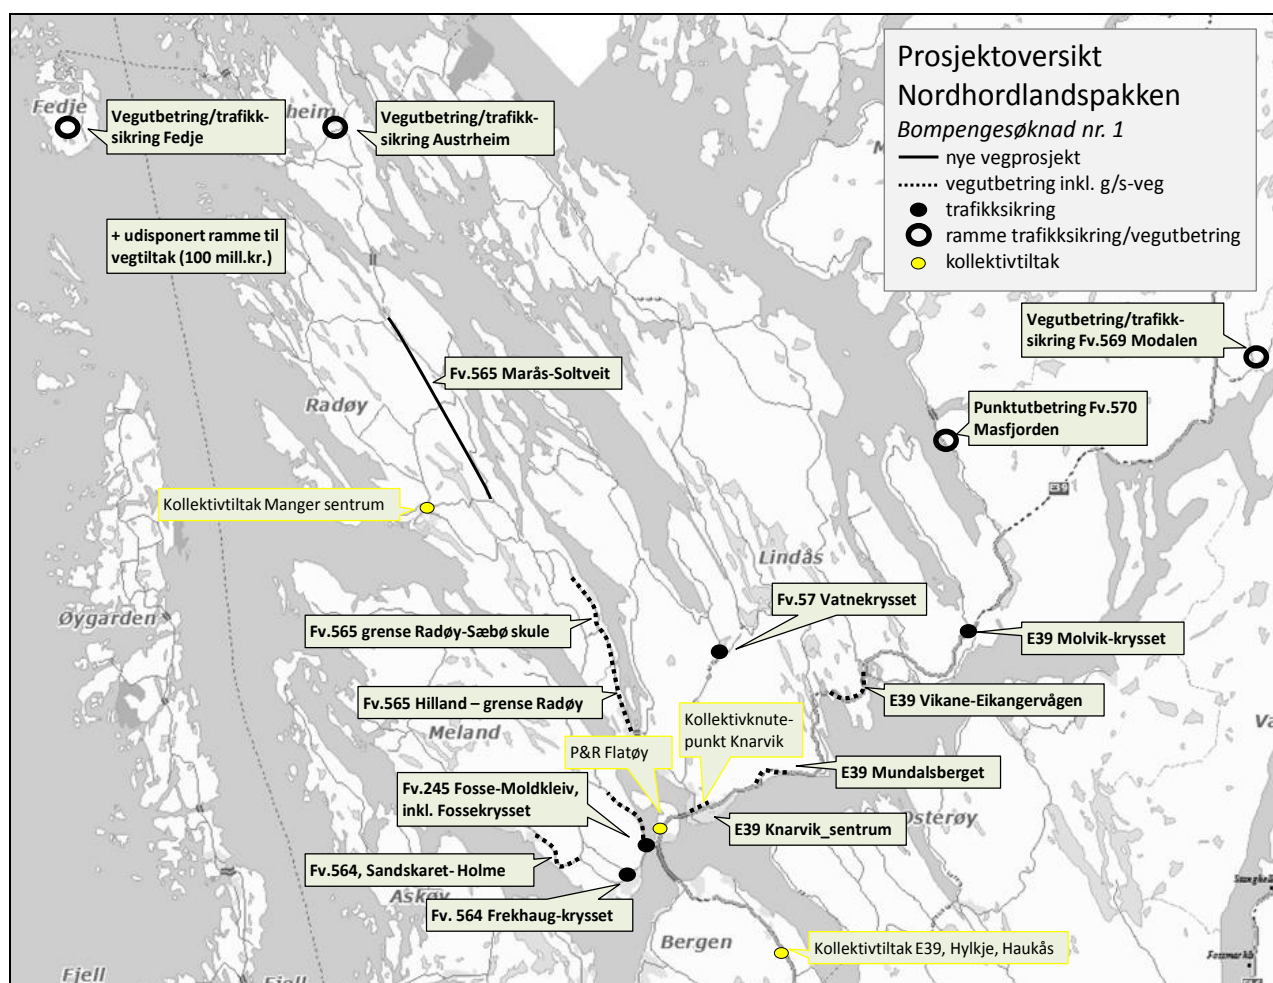 Prosjektoversikt
Nordhordlandspakken
Bompengesøknad nr. 1
nye vegprosjekt
vegutbetring inkl. g/s-veg
trafikksikring
ramme trafikksikring/vegutbetring
kollektivtiltak
Fedje
Vegutbetring/trafikk-
sikring Fedje
heim
Vegutbetring/trafikk-
sikring Austrheim
+ udisponert ramme til
vegtiltak (100 mill.kr.)
Vegutbetring/trafikk-
sikring Fv.569 Modalen
Fv.565 Marås-Soltveit
Radøy
Punktutbetring Fv.570
Masfjorden
E39
Kollektivtiltak Manger sentrum
Lindås
Fv.57 Vatnekrysset
Øygarden
Fv.565 grense Radøy-Sæbø skule
E39 Molvik-krysset
Fv.565 Hilland – grense Radøy
E39 Vikane-Eikangervågen
Meland
Kollektivknute-
punkt Knarvik
P&R Flatøy
E39 Mundalsberget
Fv.245 Fosse-Moldkleiv,
inkl. Fossekrysset
E39 Knarvik_sentrum
Osterøy
Fv.564, Sandskaret- Holme
Askøy
Fv. 564 Frekhaug-krysset
Bergen
Kollektivtiltak E39, Hylkje, Haukås
Fjell
Fjell